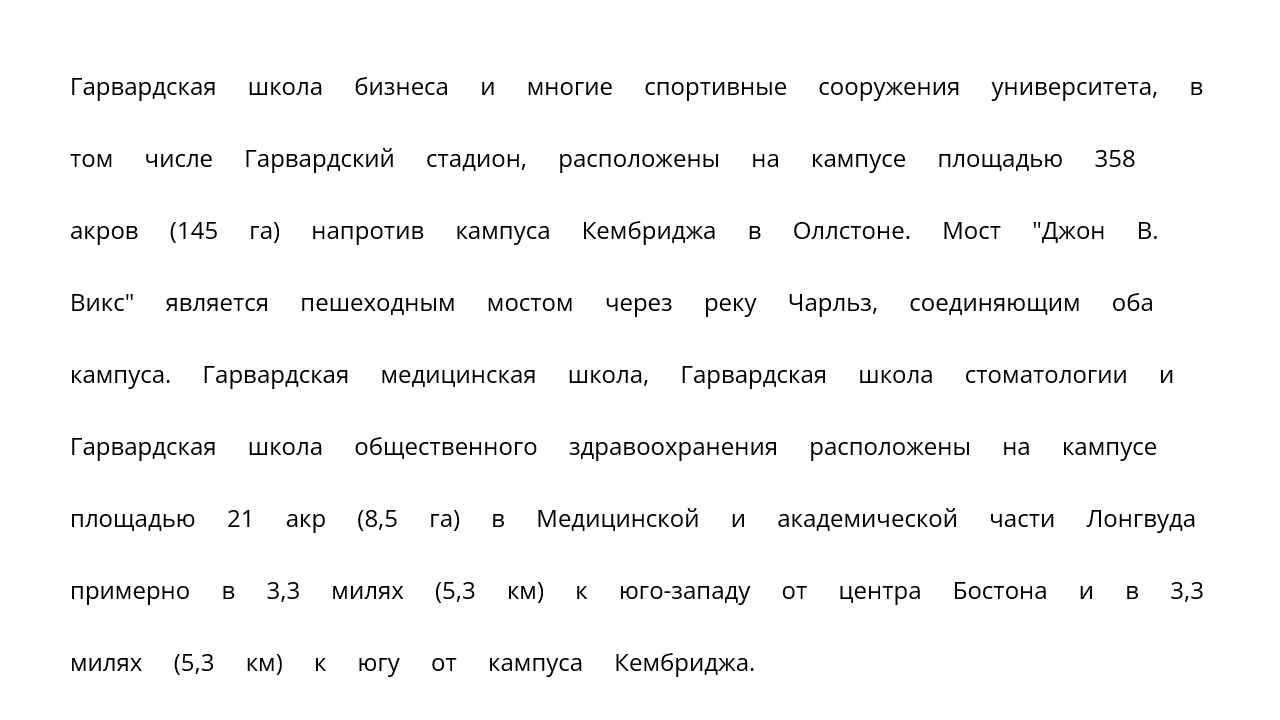 Гарвардская школа бизнеса и многие спортивные сооружения университета, в
том числе Гарвардский стадион, расположены на кампусе площадью 358
акров (145 га) напротив кампуса Кембриджа в Оллстоне. Мост "Джон В.
Викс" является пешеходным мостом через реку Чарльз, соединяющим оба
кампуса. Гарвардская медицинская школа, Гарвардская школа стоматологии и
Гарвардская школа общественного здравоохранения расположены на кампусе
площадью 21 акр (8,5 га) в Медицинской и академической части Лонгвуда
примерно в 3,3 милях (5,3 км) к юго-западу от центра Бостона и в 3,3
милях (5,3 км) к югу от кампуса Кембриджа.